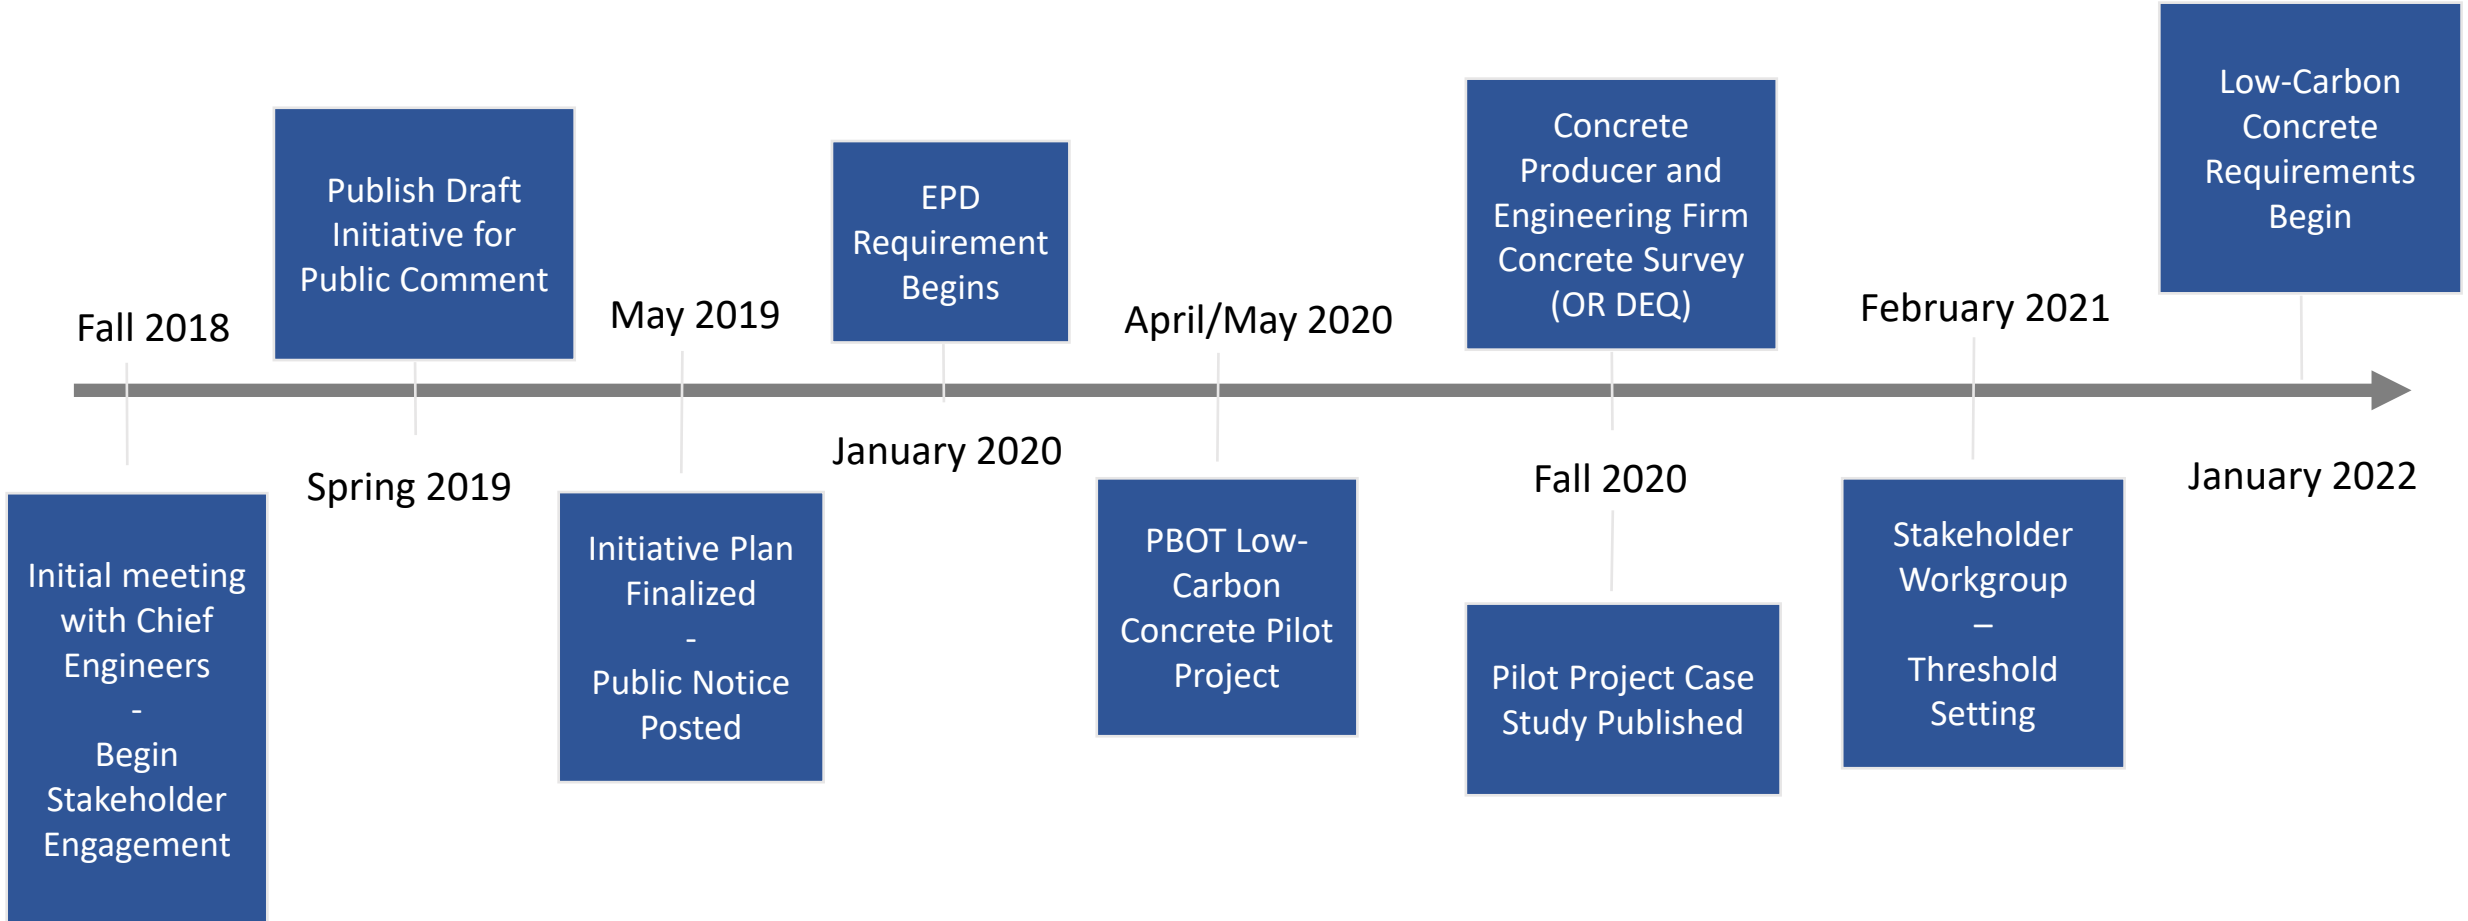 Fall 2018
Initial meeting
with Chief
Engineers
-
Begin
Stakeholder
Engagement
Publish Draft
Initiative for
Public Comment
Spring 2019
May 2019
Initiative Plan
Finalized
-
Public Notice
Posted
EPD
Requirement
Begins
January 2020
April/May 2020
PBOT Low-
Carbon
Concrete Pilot
Project
Concrete
Producer and
Engineering Firm
Concrete Survey
(OR DEQ)
Fall 2020
Pilot Project Case
Study Published
February 2021
Stakeholder
Workgroup
–
Threshold
Setting
Low-Carbon
Concrete
Requirements
Begin
January 2022